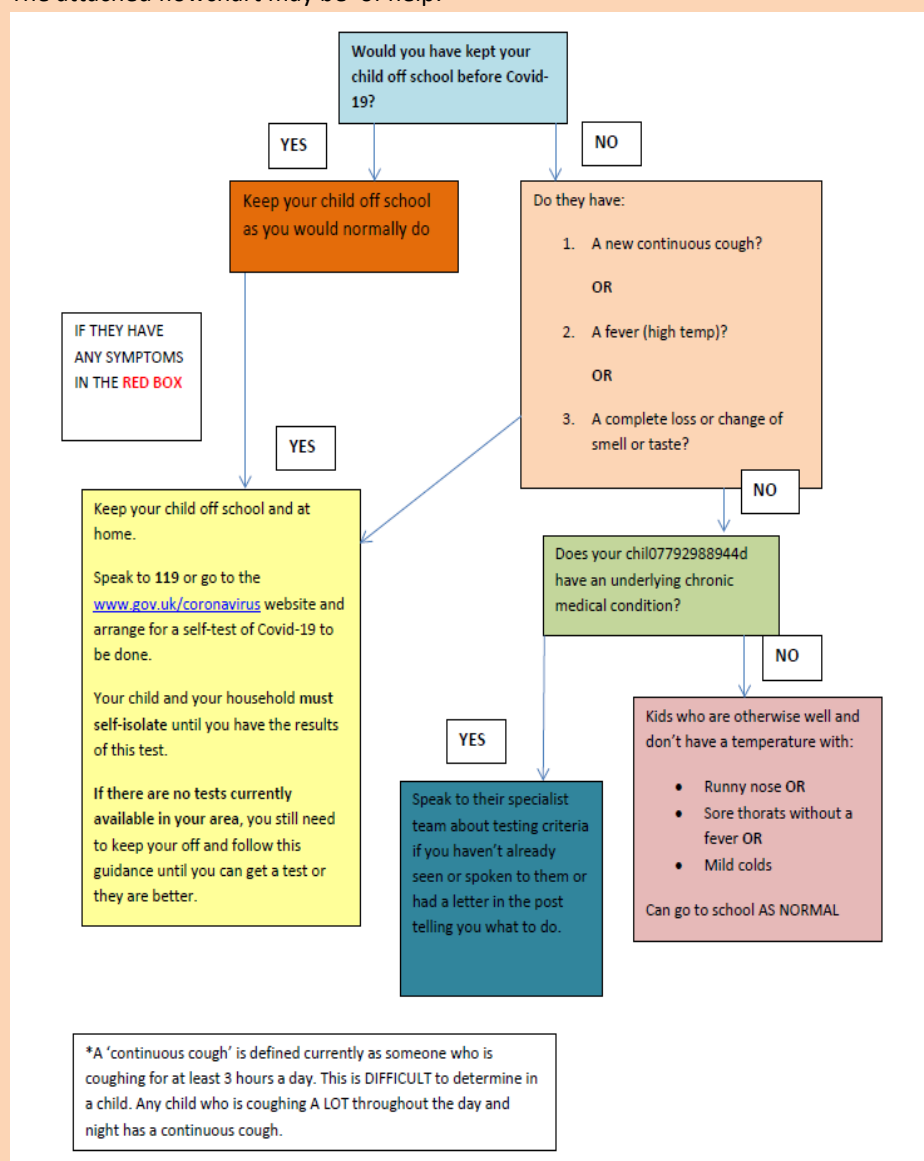 The attached flowchart may be of help.
Would you have kept your
child off school before Covid-
19?
YES
NO
Keep your child off school
as you would normally do
Do they have:
1. A new continuous cough?
OR
2. A fever (high temp)?
OR
3. A complete loss or change of
smell or taste?
IF THEY HAVE
ANY SYMPTOMS
IN THE RED BOX
YES
NO
Keep your child off school and at
home.
Speak to 119 or go to the
www.gov.uk/coronavirus website and
arrange for a self-test of Covid-19 to
be done.
Your child and your household must
self-isolate until you have the results
of this test.
If there are no tests currently
available in your area, you still need
to keep your off and follow this
guidance until you can get a test or
they are better.
Does your chil07792988944d
have an underlying chronic
medical condition?
NO
YES
Speak to their specialist
team about testing criteria
if you haven't already
seen or spoken to them or
had a letter in the post
telling you what to do.
Kids who are otherwise well and
don't have a temperature with:
• Runny nose OR
• Sore thorats without a
fever OR
• Mild colds
Can go to school AS NORMAL
*A 'continuous cough' is defined currently as someone who is
coughing for at least 3 hours a day. This is DIFFICULT to determine in
a child. Any child who is coughing A LOT throughout the day and
night has a continuous cough.